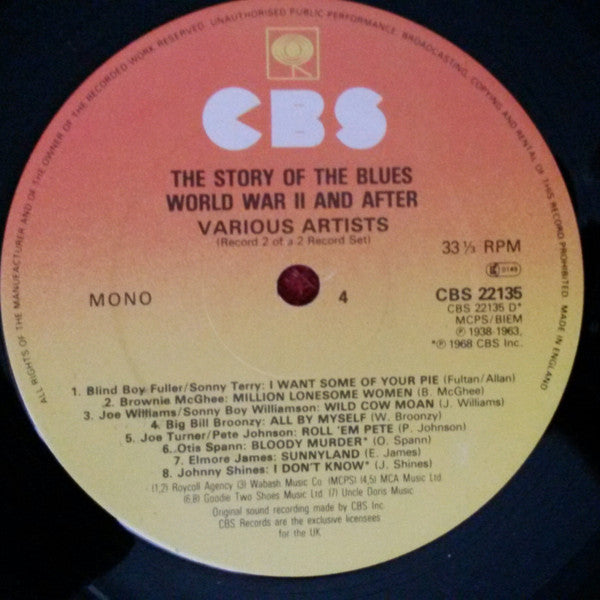 ALL RIGHTS OF THE MANUFACTURER AND OF THE OWNER OF THE RECORDED WORK RESERVED. UNAUTHORISED PUBLIC PERFORMANCE, BROADCASTING, COPYING AND RENTAL OF THIS RECORD PROHIBITED. MADE IN ENGLAND
CBS
THE STORY OF THE BLUES
WORLD WAR II AND AFTER
VARIOUS ARTISTS
(Record 2 of a 2 Record Set)
33 1/3 RPM
LC 0149
MONO
4
CBS 22135
CBS 22135 D*
MCPS/BIEM
℗ 1938-1963,
*℗ 1968 CBS Inc.
1. Blind Boy Fuller/Sonny Terry: I WANT SOME OF YOUR PIE (Fultan/Allan)
2. Brownie McGhee: MILLION LONESOME WOMEN (B. McGhee)
3. Joe Williams/Sonny Boy Williamson: WILD COW MOAN (J. Williams)
4. Big Bill Broonzy: ALL BY MYSELF (W. Broonzy)
5. Joe Turner/Pete Johnson: ROLL 'EM PETE (P. Johnson)
6. Otis Spann: BLOODY MURDER* (O. Spann)
7. Elmore James: SUNNYLAND (E. James)
8. Johnny Shines: I DON'T KNOW* (J. Shines)
(1,2) Roycoll Agency (3) Wabash Music Co (MCPS) (4,5) MCA Music Ltd
(6,8) Goodie Two Shoes Music Ltd (7) Uncle Doris Music
Original sound recording made by CBS Inc.
CBS Records are the exclusive licensees
for the UK